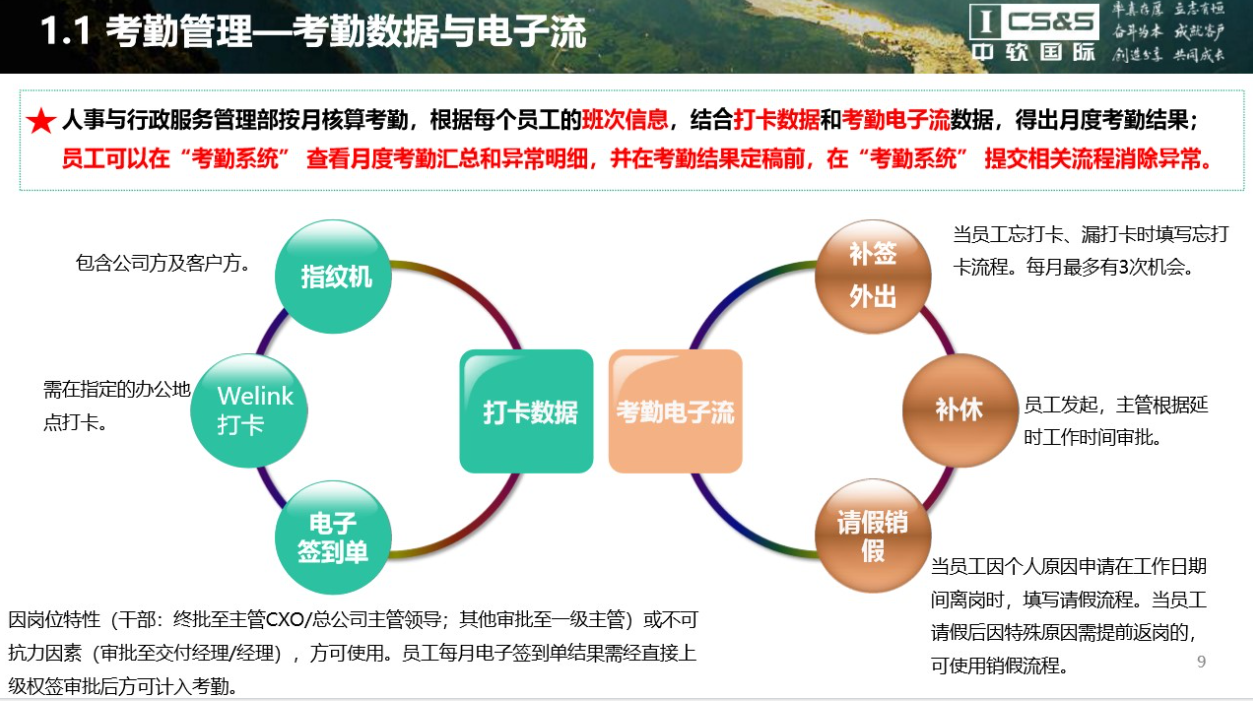 1.1 考勤管理—考勤数据与电子流
I CS&S
中软国际
率真存厚 立志有恒
奋斗为本 成就客户
创造分享 共同成长
★人事与行政服务管理部按月核算考勤，根据每个员工的班次信息，结合打卡数据和考勤电子流数据，得出月度考勤结果；
员工可以在“考勤系统” 查看月度考勤汇总和异常明细，并在考勤结果定稿前，在“考勤系统” 提交相关流程消除异常。
包含公司方及客户方。
指纹机
需在指定的办公地
点打卡。
Welink
打卡
电子
签到单
打卡数据
因岗位特性（干部：终批至主管CXO/总公司主管领导；其他审批至一级主管）或不可
抗力因素（审批至交付经理/经理），方可使用。员工每月电子签到单结果需经直接上
级权签审批后方可计入考勤。
考勤电子流
补签
外出
当员工忘打卡、漏打卡时填写忘打
卡流程。每月最多有3次机会。
补休
员工发起，主管根据延
时工作时间审批。
请假销
假
当员工因个人原因申请在工作日期
间离岗时，填写请假流程。当员工
请假后因特殊原因需提前返岗的，
可使用销假流程。
9